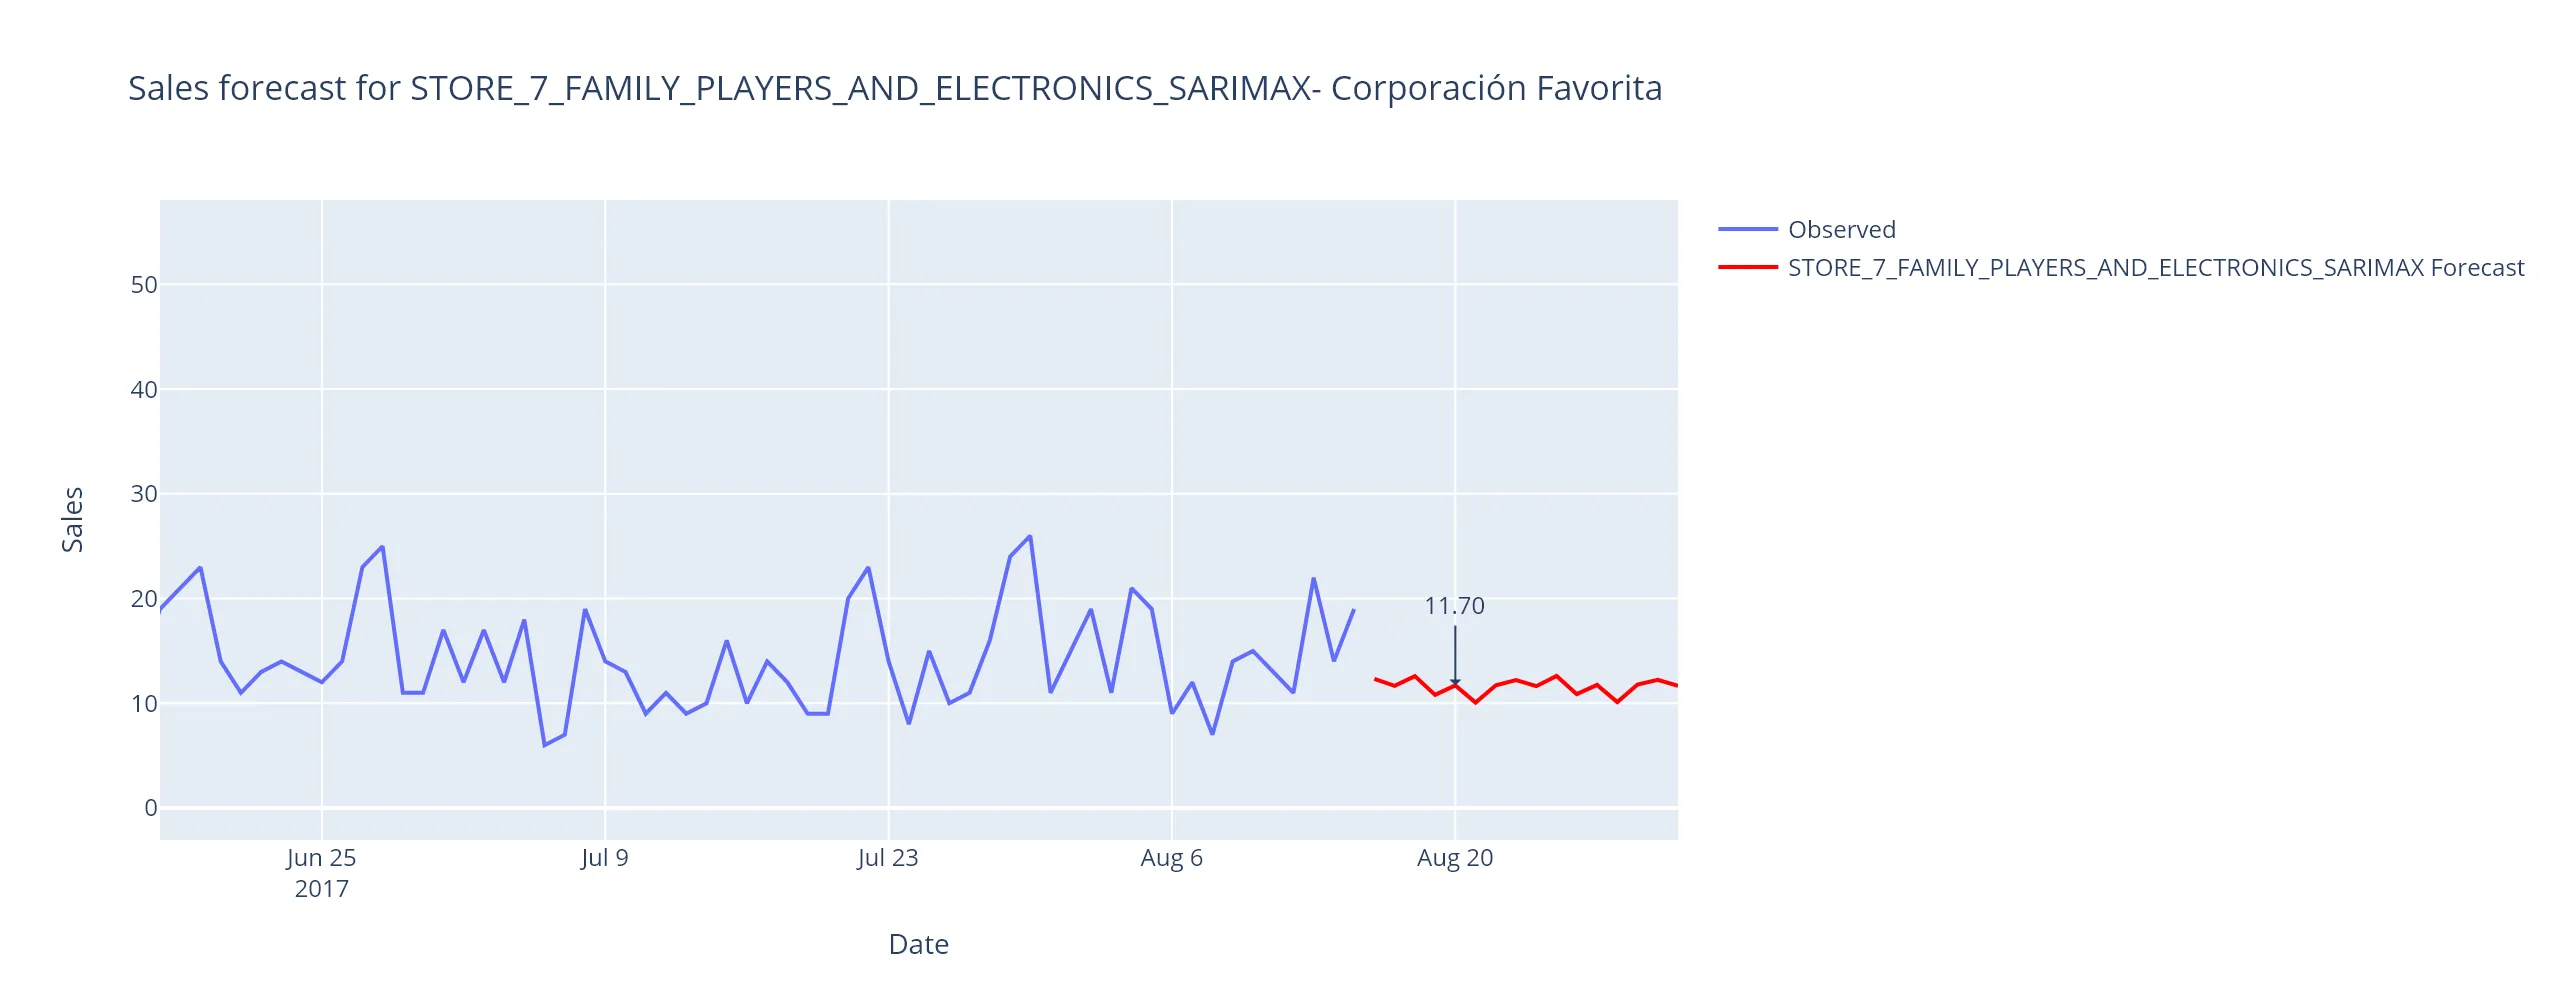 Sales forecast for STORE_7_FAMILY_PLAYERS_AND_ELECTRONICS_SARIMAX- Corporación Favorita
Observed
STORE_7_FAMILY_PLAYERS_AND_ELECTRONICS_SARIMAX Forecast
50
40
30
20
10
0
Sales
11.70
Jun 25
2017
Jul 9
Jul 23
Aug 6
Aug 20
Date